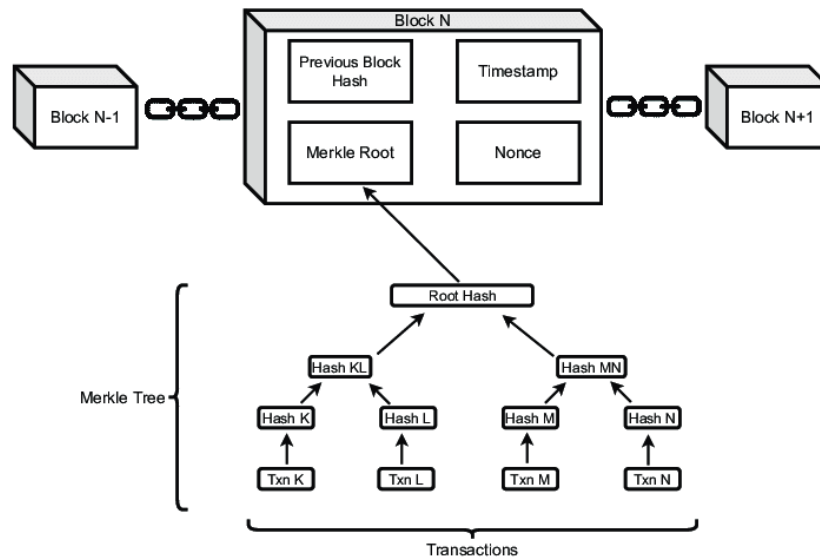 Block N
Previous Block
Hash
Timestamp
Block N-1
Block N+1
Merkle Root
Nonce
Root Hash
Hash KL
Hash MN
Merkle Tree
Hash K
Hash L
Hash M
Hash N
Txn K
Txn L
Txn M
Txn N
Transactions